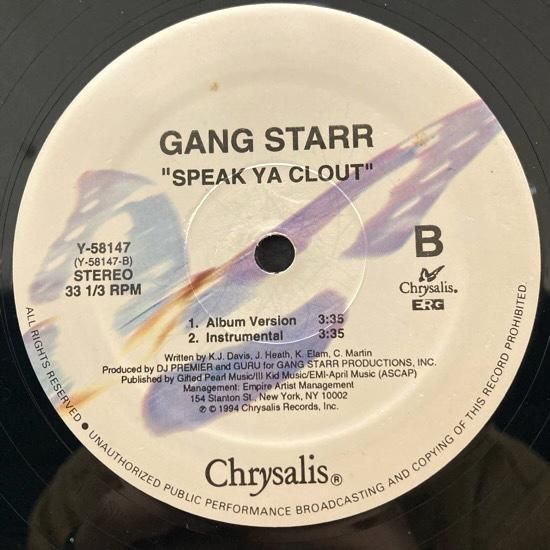 GANG STARR
"SPEAK YA CLOUT"
Y-58147
(Y-58147-B)
STEREO
33 1/3 RPM
B
Chrysalis.
ERG
1. Album Version 3:35
2. Instrumental 3:35
Written by K.J. Davis, J. Heath, K. Elam, C. Martin
Produced by DJ PREMIER and GURU for GANG STARR PRODUCTIONS, INC.
Published by Gifted Pearl Music/Ill Kid Music/EMI-April Music (ASCAP)
Management: Empire Artist Management
154 Stanton St., New York, NY 10002
℗ © 1994 Chrysalis Records, Inc.
Chrysalis®
ALL RIGHTS RESERVED • UNAUTHORIZED PUBLIC PERFORMANCE BROADCASTING AND COPYING OF THIS RECORD PROHIBITED.